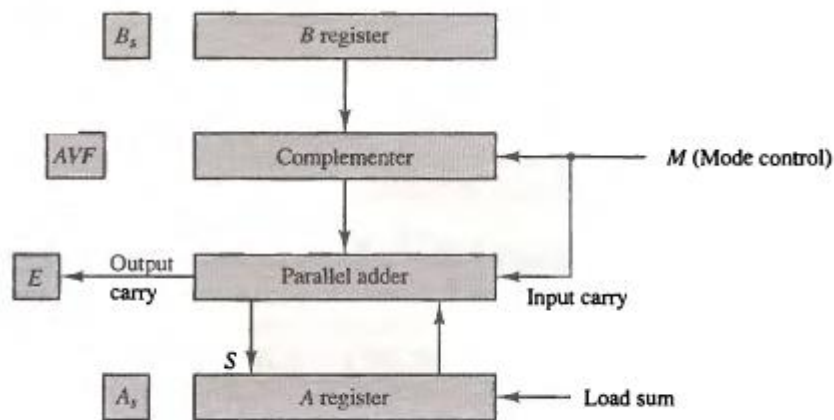 Bs B register
AVF Complementer M (Mode control)
E Output carry Parallel adder Input carry
S
As A register Load sum